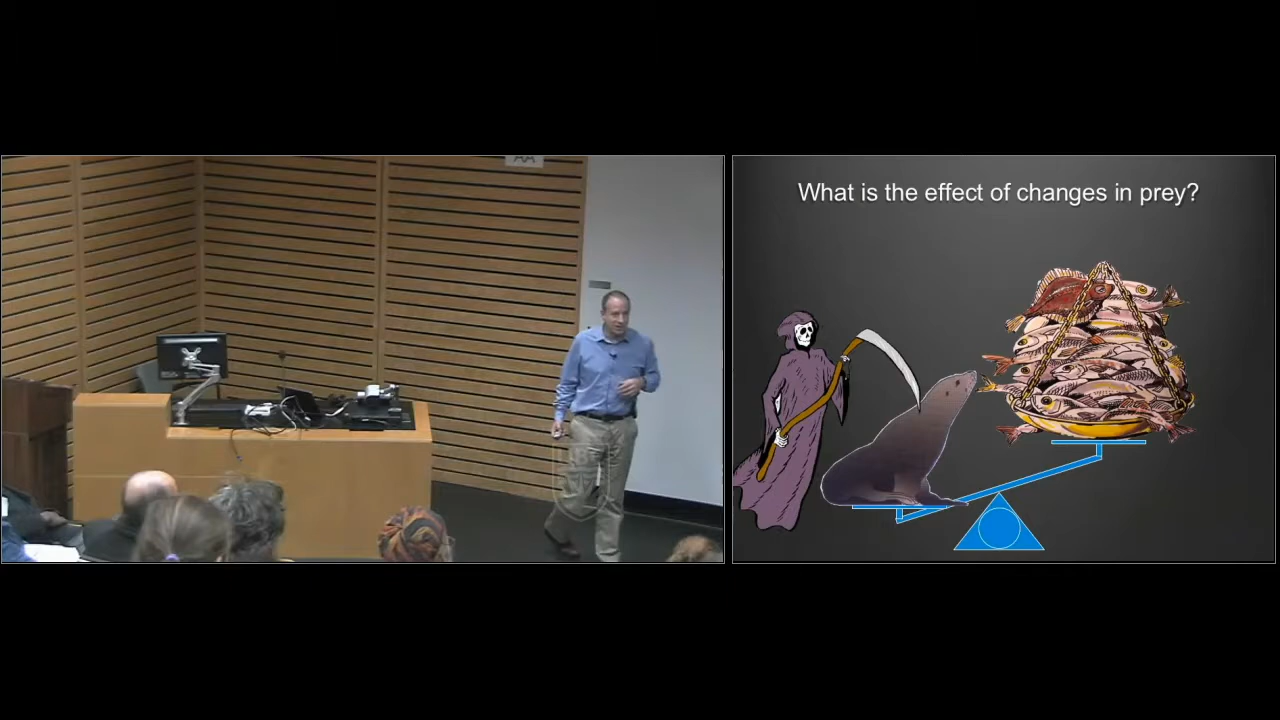 What is the effect of changes in prey?